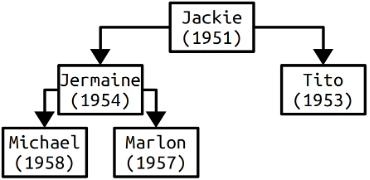 Jackie
(1951)
Jermaine
(1954)
Tito
(1953)
Michael
(1958)
Marlon
(1957)